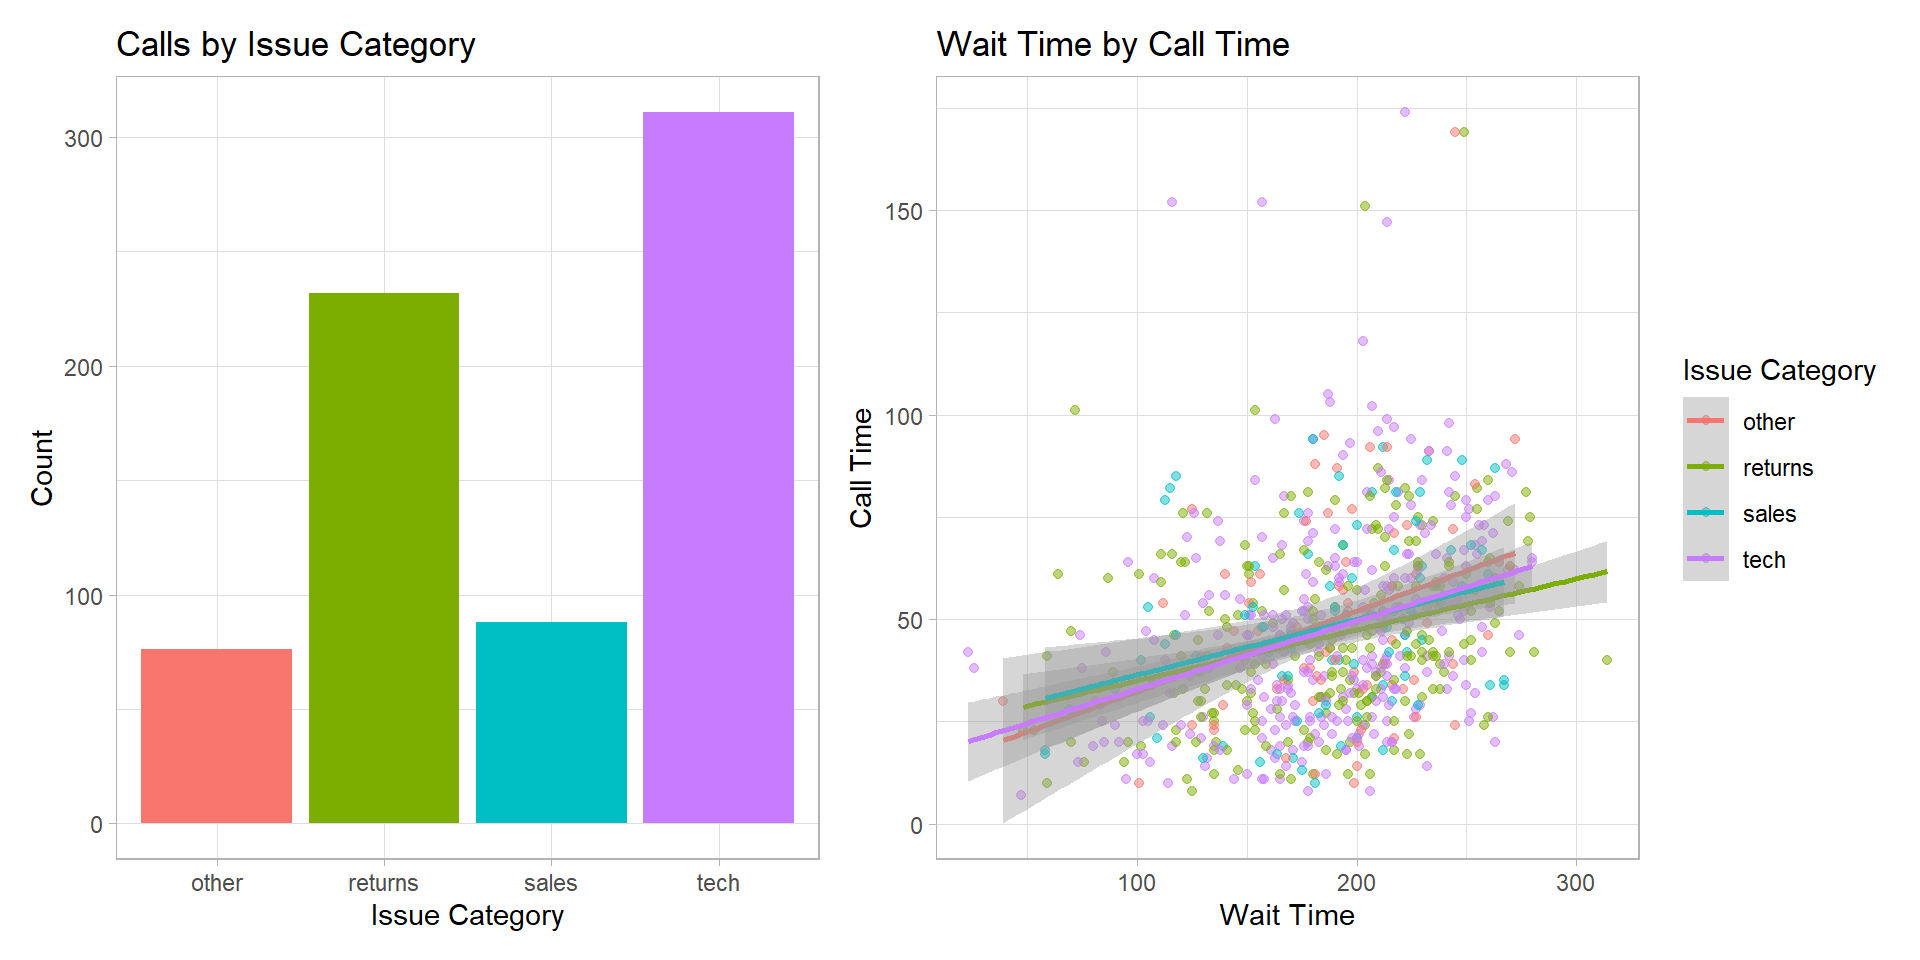 Calls by Issue Category
Count
300
200
100
0
other returns sales tech
Issue Category
Wait Time by Call Time
Call Time
150
100
50
0
100 200 300
Wait Time
Issue Category
other
returns
sales
tech